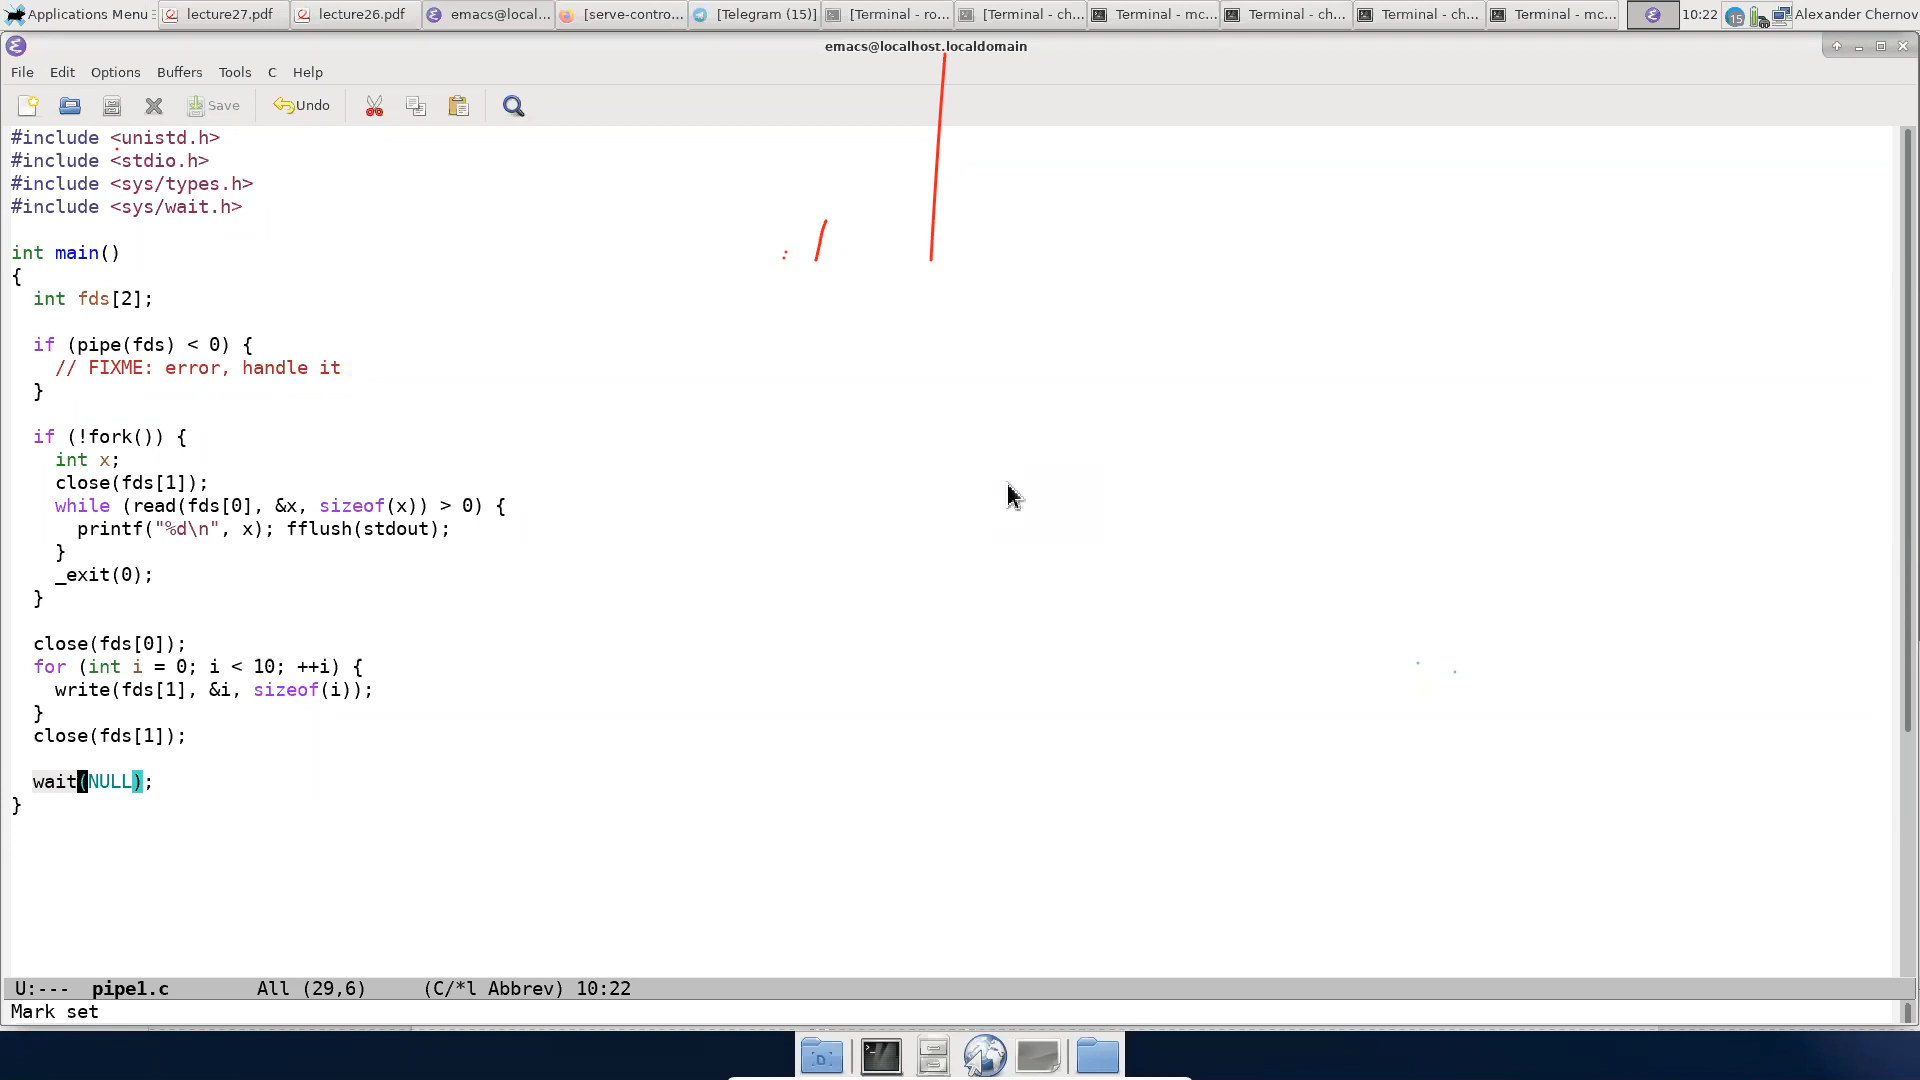 Applications Menu
lecture27.pdf
lecture26.pdf
emacs@local...
[serve-contro...
[Telegram (15)]
[Terminal - ro...
[Terminal - ch...
Terminal - mc...
Terminal - ch...
Terminal - ch...
Terminal - mc...
10:22
15
Alexander Chernov
emacs@localhost.localdomain
File Edit Options Buffers Tools C Help
Save Undo
#include <unistd.h>
#include <stdio.h>
#include <sys/types.h>
#include <sys/wait.h>
int main()
{
  int fds[2];
  if (pipe(fds) < 0) {
    // FIXME: error, handle it
  }
  if (!fork()) {
    int x;
    close(fds[1]);
    while (read(fds[0], &x, sizeof(x)) > 0) {
      printf("%d\n", x); fflush(stdout);
    }
    _exit(0);
  }
  close(fds[0]);
  for (int i = 0; i < 10; ++i) {
    write(fds[1], &i, sizeof(i));
  }
  close(fds[1]);
  wait(NULL);
}
U:--- pipe1.c All (29,6) (C/*l Abbrev) 10:22
Mark set